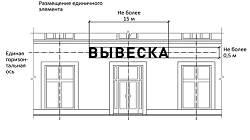 Размещение единичного
элемента
Не более
15 м
ВЫВЕСКА
Единая
горизон-
тальная
ось
Не более
0,5 м